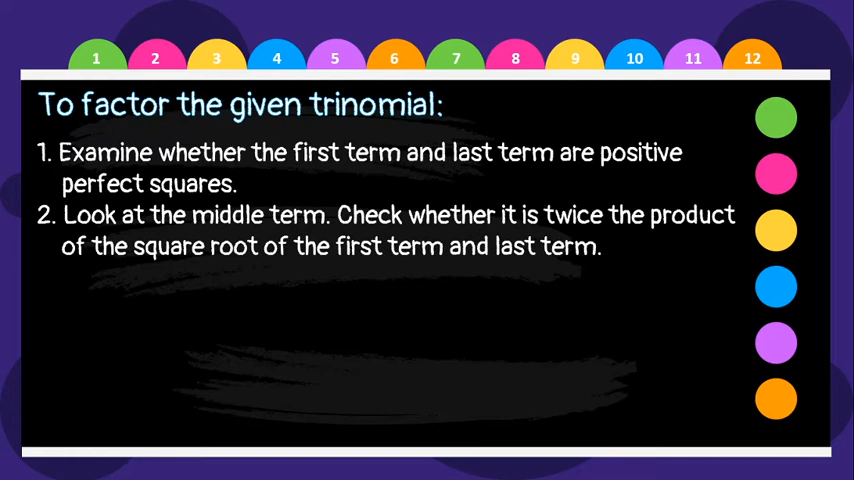 1 2 3 4 5 6 7 8 9 10 11 12
To factor the given trinomial:
1. Examine whether the first term and last term are positive
perfect squares.
2. Look at the middle term. Check whether it is twice the product
of the square root of the first term and last term.